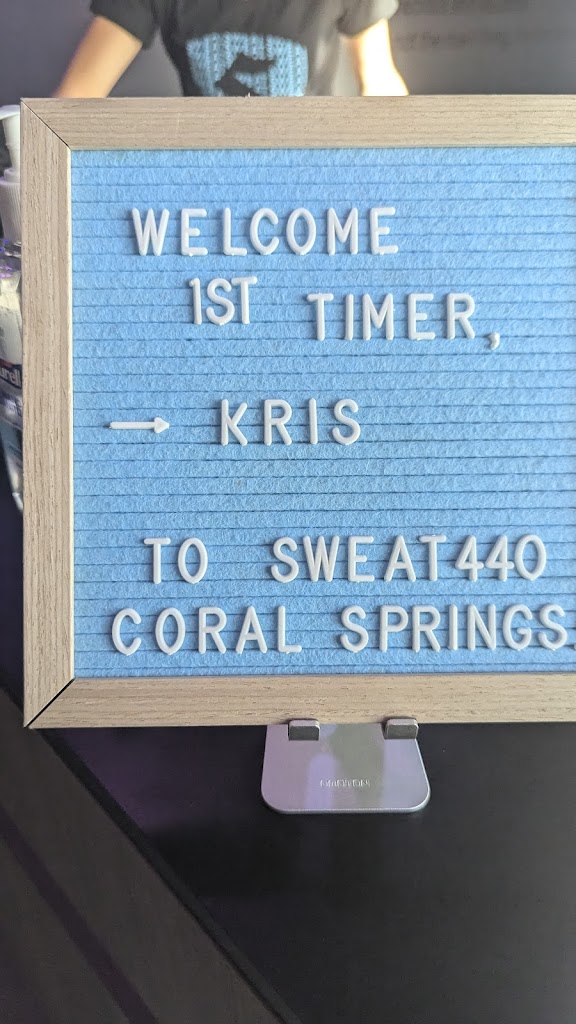 WELCOME
1ST TIMER,
→ KRIS
TO SWEAT440
CORAL SPRINGS.